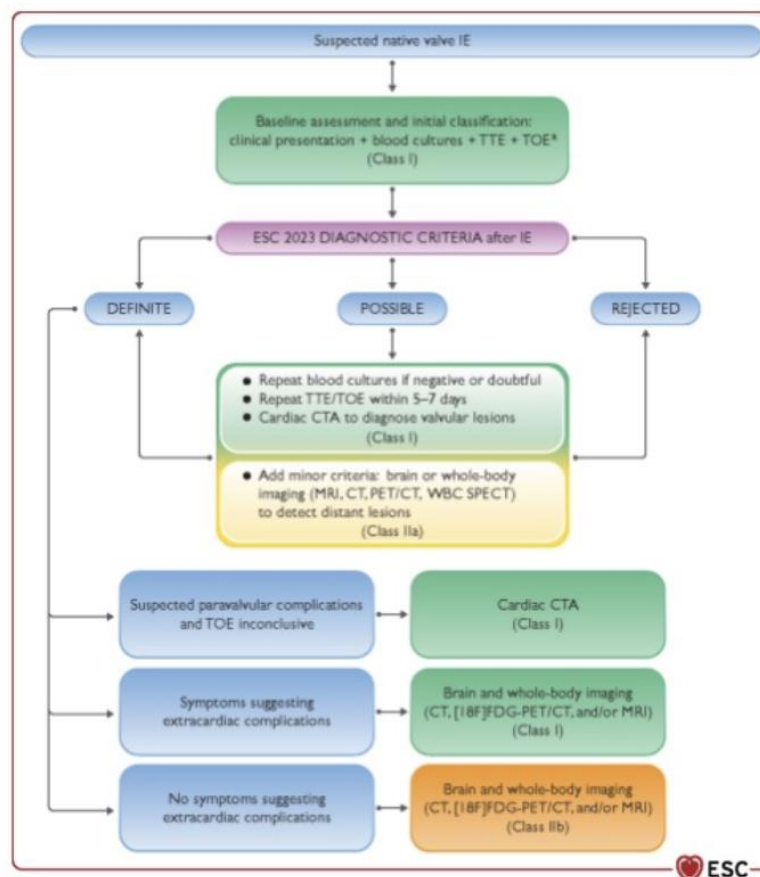 Suspected native valve IE
Baseline assessment and initial classification:
clinical presentation + blood cultures + TTE + TOE*
(Class I)
ESC 2023 DIAGNOSTIC CRITERIA after IE
DEFINITE
POSSIBLE
REJECTED
● Repeat blood cultures if negative or doubtful
● Repeat TTE/TOE within 5–7 days
● Cardiac CTA to diagnose valvular lesions
(Class I)
● Add minor criteria: brain or whole-body
imaging (MRI, CT, PET/CT, WBC SPECT)
to detect distant lesions
(Class IIa)
Suspected paravalvular complications
and TOE inconclusive
Cardiac CTA
(Class I)
Symptoms suggesting
extracardiac complications
Brain and whole-body imaging
(CT, [18F]FDG-PET/CT, and/or MRI)
(Class I)
No symptoms suggesting
extracardiac complications
Brain and whole-body imaging
(CT, [18F]FDG-PET/CT, and/or MRI)
(Class IIb)
ESC